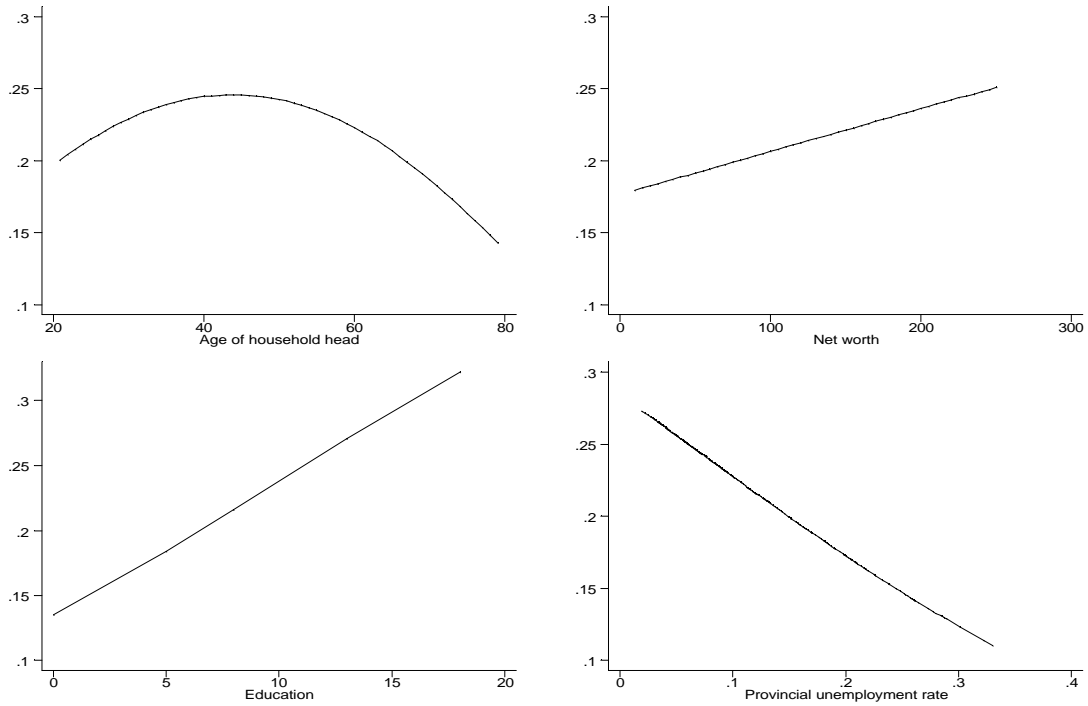 .3
.25
.2
.15
.1
20 40 60 80
Age of household head
.3
.25
.2
.15
.1
0 100 200 300
Net worth
.3
.25
.2
.15
.1
0 5 10 15 20
Education
.3
.25
.2
.15
.1
0 .1 .2 .3 .4
Provincial unemployment rate